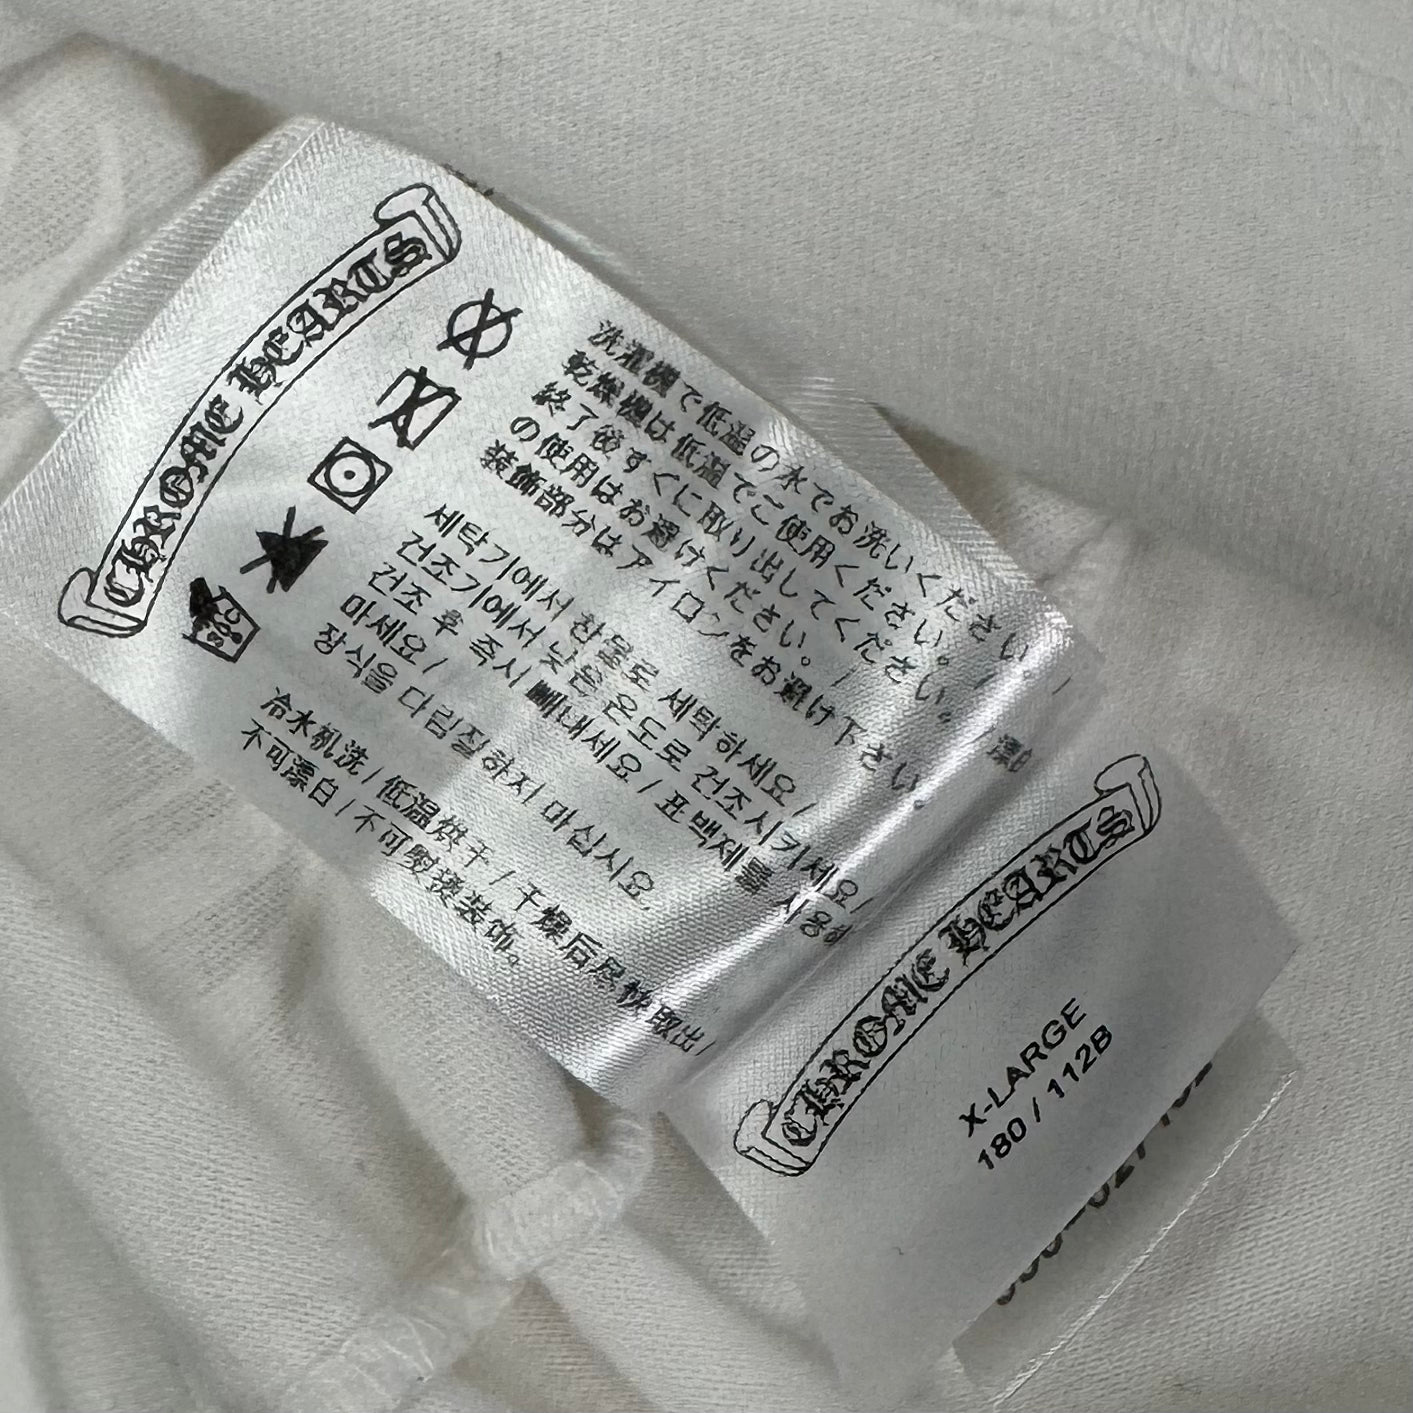 CHROME HEARTS
30°C
洗濯機で低温の水でお洗いください。/
乾燥機は低温でご使用ください。/
終了後すぐに取り出してください。/ 漂白
の使用はお避けください。/
装飾部分はアイロンをお避け下さい。
세탁기에서 찬물로 세탁하세요 /
건조기에서 낮은 온도로 건조시키세요 /
건조 후 즉시 빼내세요 / 표백제를 사용하
마세요 /
장식을 다림질하지 마십시요.
冷水机洗 / 低温烘干 / 干燥后尽快取出 /
不可漂白 / 不可熨烫装饰。
CHROME HEARTS
X-LARGE
180 / 112B